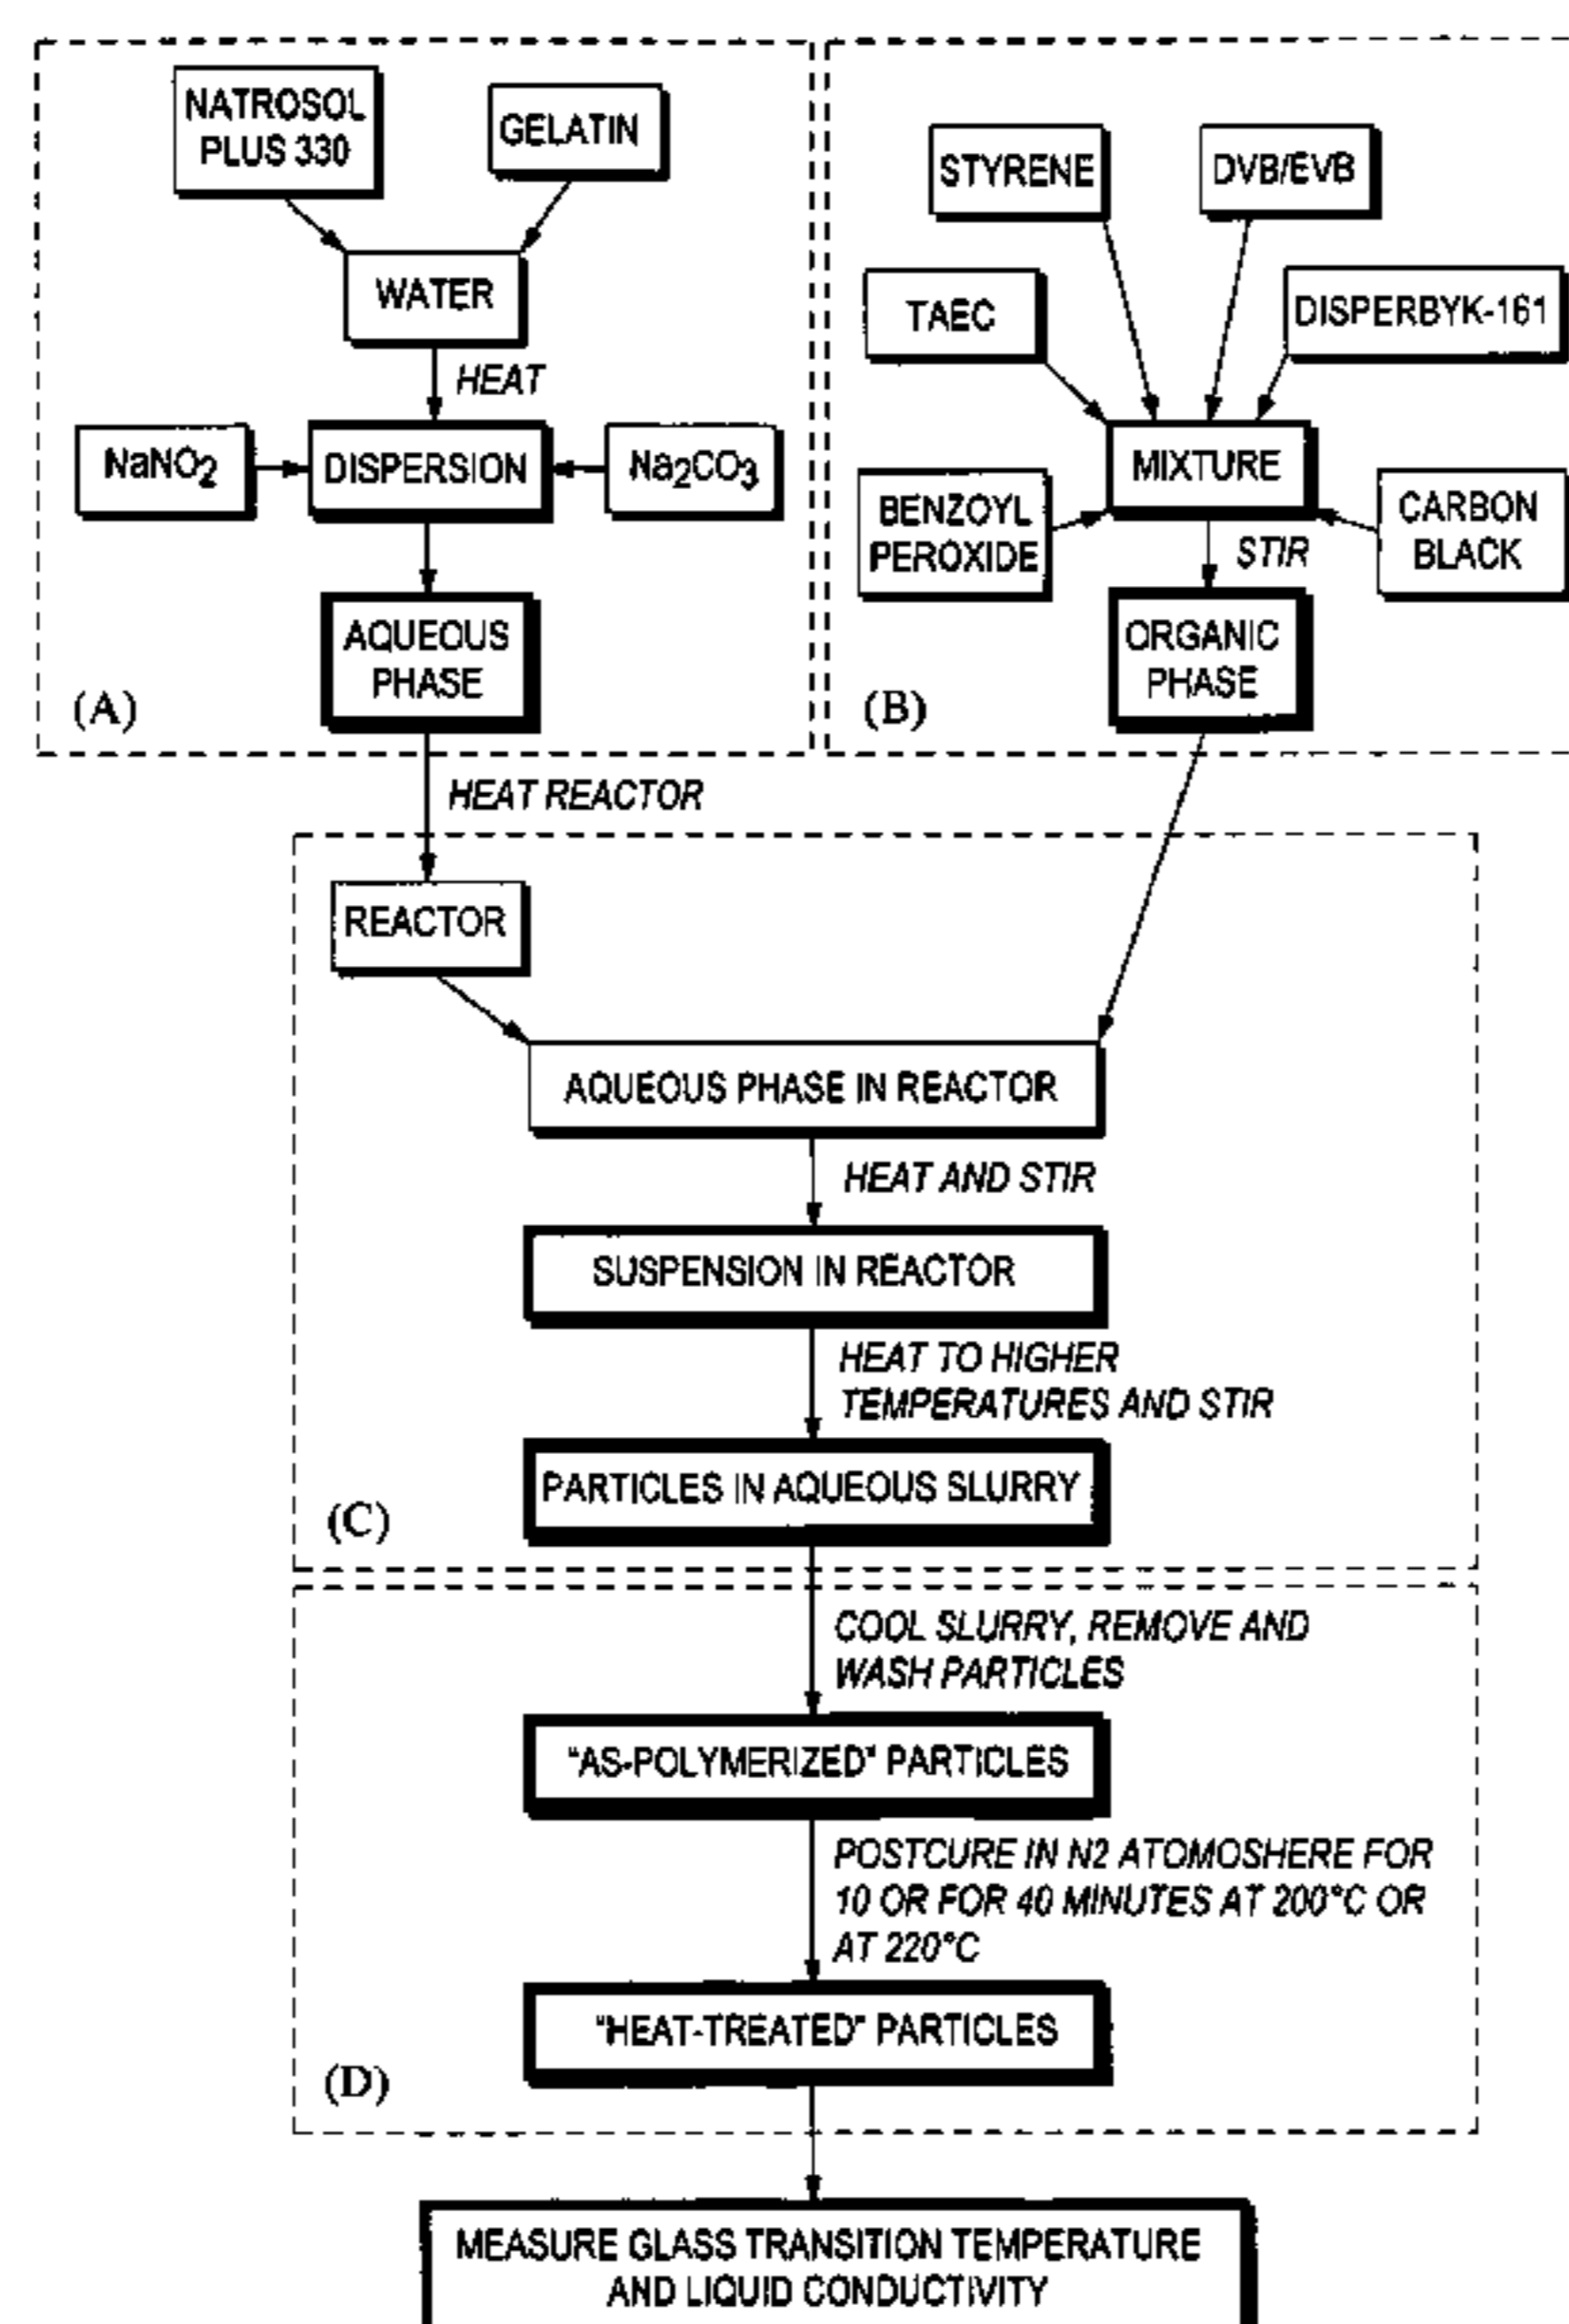 NATROSOL
PLUS 330
GELATIN
WATER
HEAT
NaNO2
DISPERSION
Na2CO3
AQUEOUS
PHASE
(A)
STYRENE
DVB/EVB
TAEC
DISPERBYK-161
MIXTURE
BENZOYL
PEROXIDE
CARBON
BLACK
STIR
ORGANIC
PHASE
(B)
HEAT REACTOR
REACTOR
AQUEOUS PHASE IN REACTOR
HEAT AND STIR
SUSPENSION IN REACTOR
HEAT TO HIGHER
TEMPERATURES AND STIR
PARTICLES IN AQUEOUS SLURRY
(C)
COOL SLURRY, REMOVE AND
WASH PARTICLES
"AS-POLYMERIZED" PARTICLES
POSTCURE IN N2 ATOMOSHERE FOR
10 OR FOR 40 MINUTES AT 200°C OR
AT 220°C
"HEAT-TREATED" PARTICLES
(D)
MEASURE GLASS TRANSITION TEMPERATURE
AND LIQUID CONDUCTIVITY